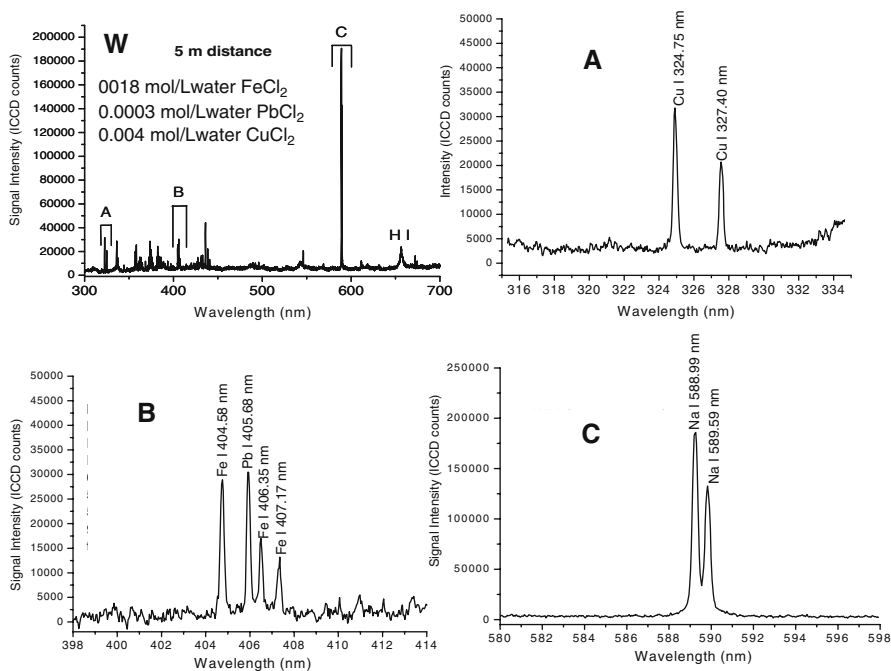 W
5 m distance
0018 mol/Lwater FeCl₂
0.0003 mol/Lwater PbCl₂
0.004 mol/Lwater CuCl₂
A
B
C
H I
200000
180000
160000
140000
120000
100000
80000
60000
40000
20000
0
300 400 500 600 700
Signal Intensity (ICCD counts)
Wavelength (nm)
A
Cu I 324.75 nm
Cu I 327.40 nm
50000
45000
40000
35000
30000
25000
20000
15000
10000
5000
0
316 318 320 322 324 326 328 330 332 334
Intensity (ICCD counts)
Wavelength (nm)
B
Fe I 404.58 nm
Pb I 405.68 nm
Fe I 406.35 nm
Fe I 407.17 nm
50000
45000
40000
35000
30000
25000
20000
15000
10000
5000
0
398 400 402 404 406 407 408 410 412 414
Signal Intensity (ICCD counts)
Wavelength (nm)
C
Na I 588.99 nm
Na I 589.59 nm
250000
200000
150000
100000
50000
0
580 582 584 586 588 590 592 594 596 598
Signal Intensity (ICCD counts)
Wavelength (nm)